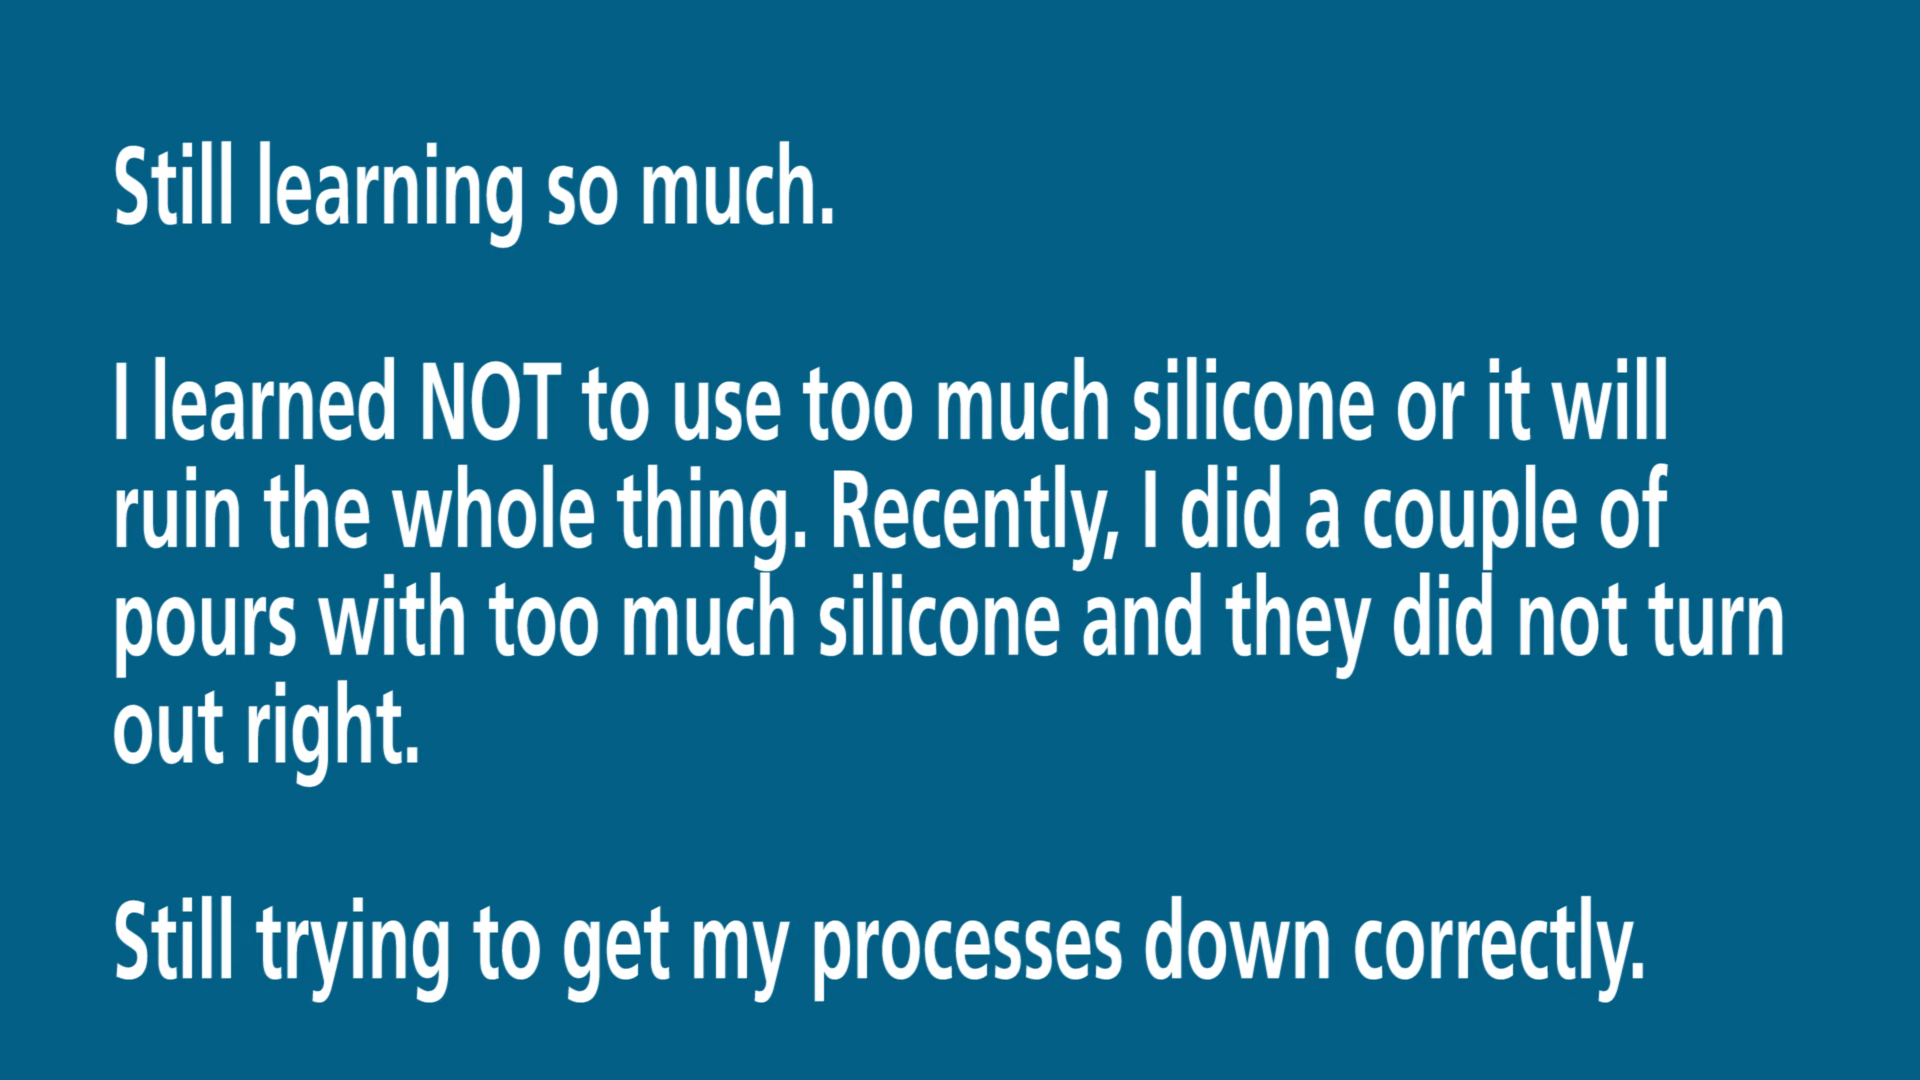 Still learning so much.
I learned NOT to use too much silicone or it will
ruin the whole thing. Recently, I did a couple of
pours with too much silicone and they did not turn
out right.
Still trying to get my processes down correctly.